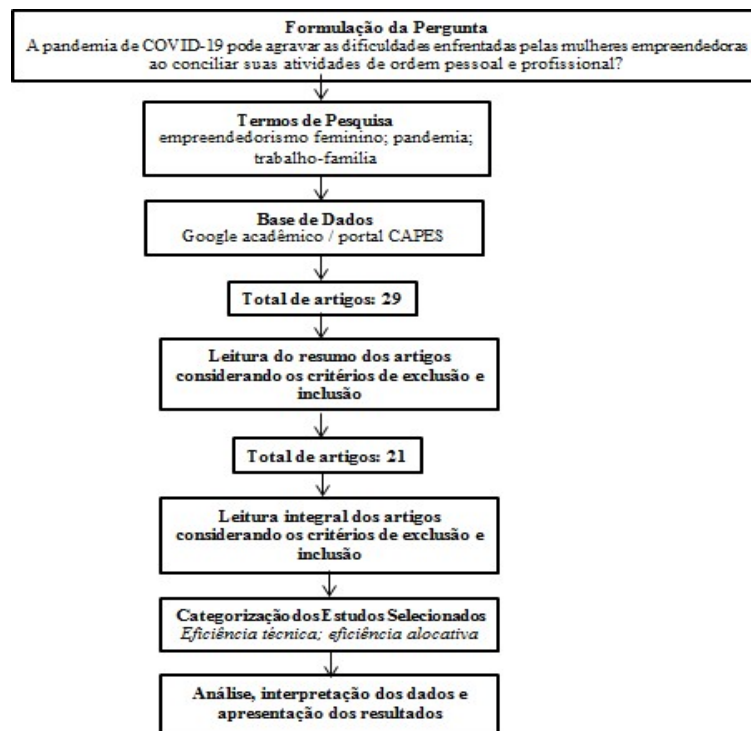 Formulação da Pergunta
A pandemia de COVID-19 pode agravar as dificuldades enfrentadas pelas mulheres empreendedoras
ao conciliar suas atividades de ordem pessoal e profissional?
Termos de Pesquisa
empreendedorismo feminino; pandemia;
trabalho-família
Base de Dados
Google acadêmico / portal CAPES
Total de artigos: 29
Leitura do resumo dos artigos
considerando os critérios de exclusão e
inclusão
Total de artigos: 21
Leitura integral dos artigos
considerando os critérios de exclusão e
inclusão
Categorização dos Estudos Selecionados
Eficiência técnica; eficiência alocativa
Análise, interpretação dos dados e
apresentação dos resultados